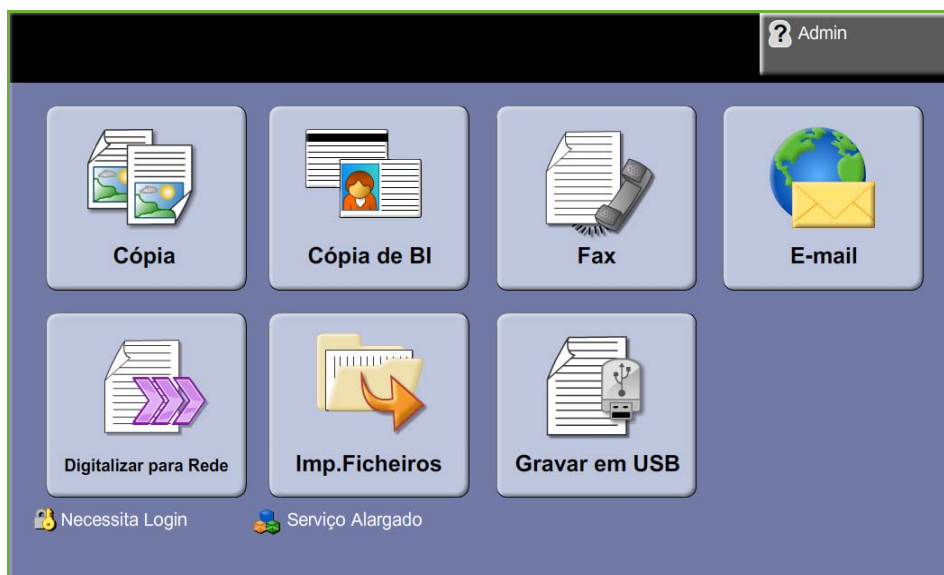 Admin
Cópia
Cópia de BI
Fax
E-mail
Digitalizar para Rede
Imp.Ficheiros
Gravar em USB
Necessita Login
Serviço Alargado